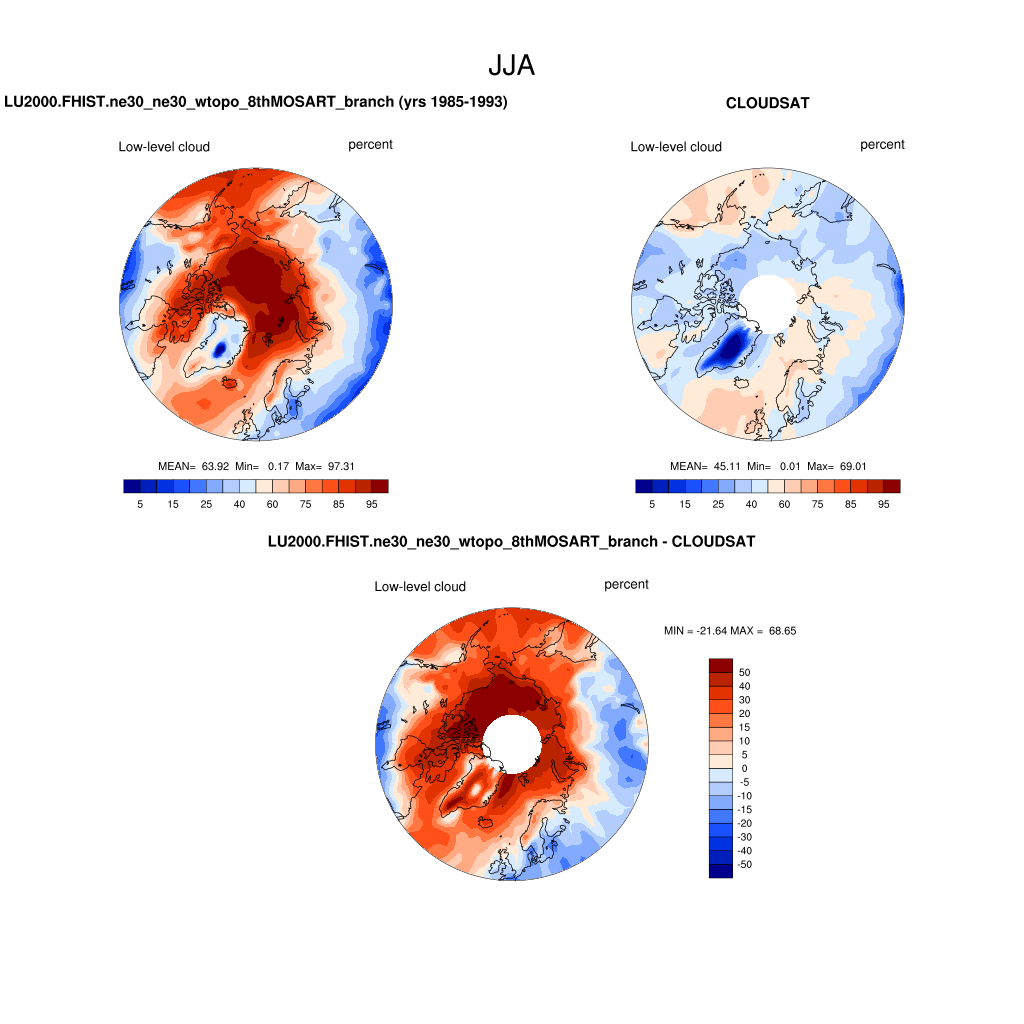 JJA
LU2000.FHIST.ne30_ne30_wtopo_8thMOSART_branch (yrs 1985-1993)
Low-level cloud percent
MEAN= 63.92 Min= 0.17 Max= 97.31
5 15 25 40 60 75 85 95
CLOUDSAT
Low-level cloud percent
MEAN= 45.11 Min= 0.01 Max= 69.01
5 15 25 40 60 75 85 95
LU2000.FHIST.ne30_ne30_wtopo_8thMOSART_branch - CLOUDSAT
Low-level cloud percent
MIN = -21.64 MAX = 68.65
50
40
30
20
15
10
5
0
-5
-10
-15
-20
-30
-40
-50